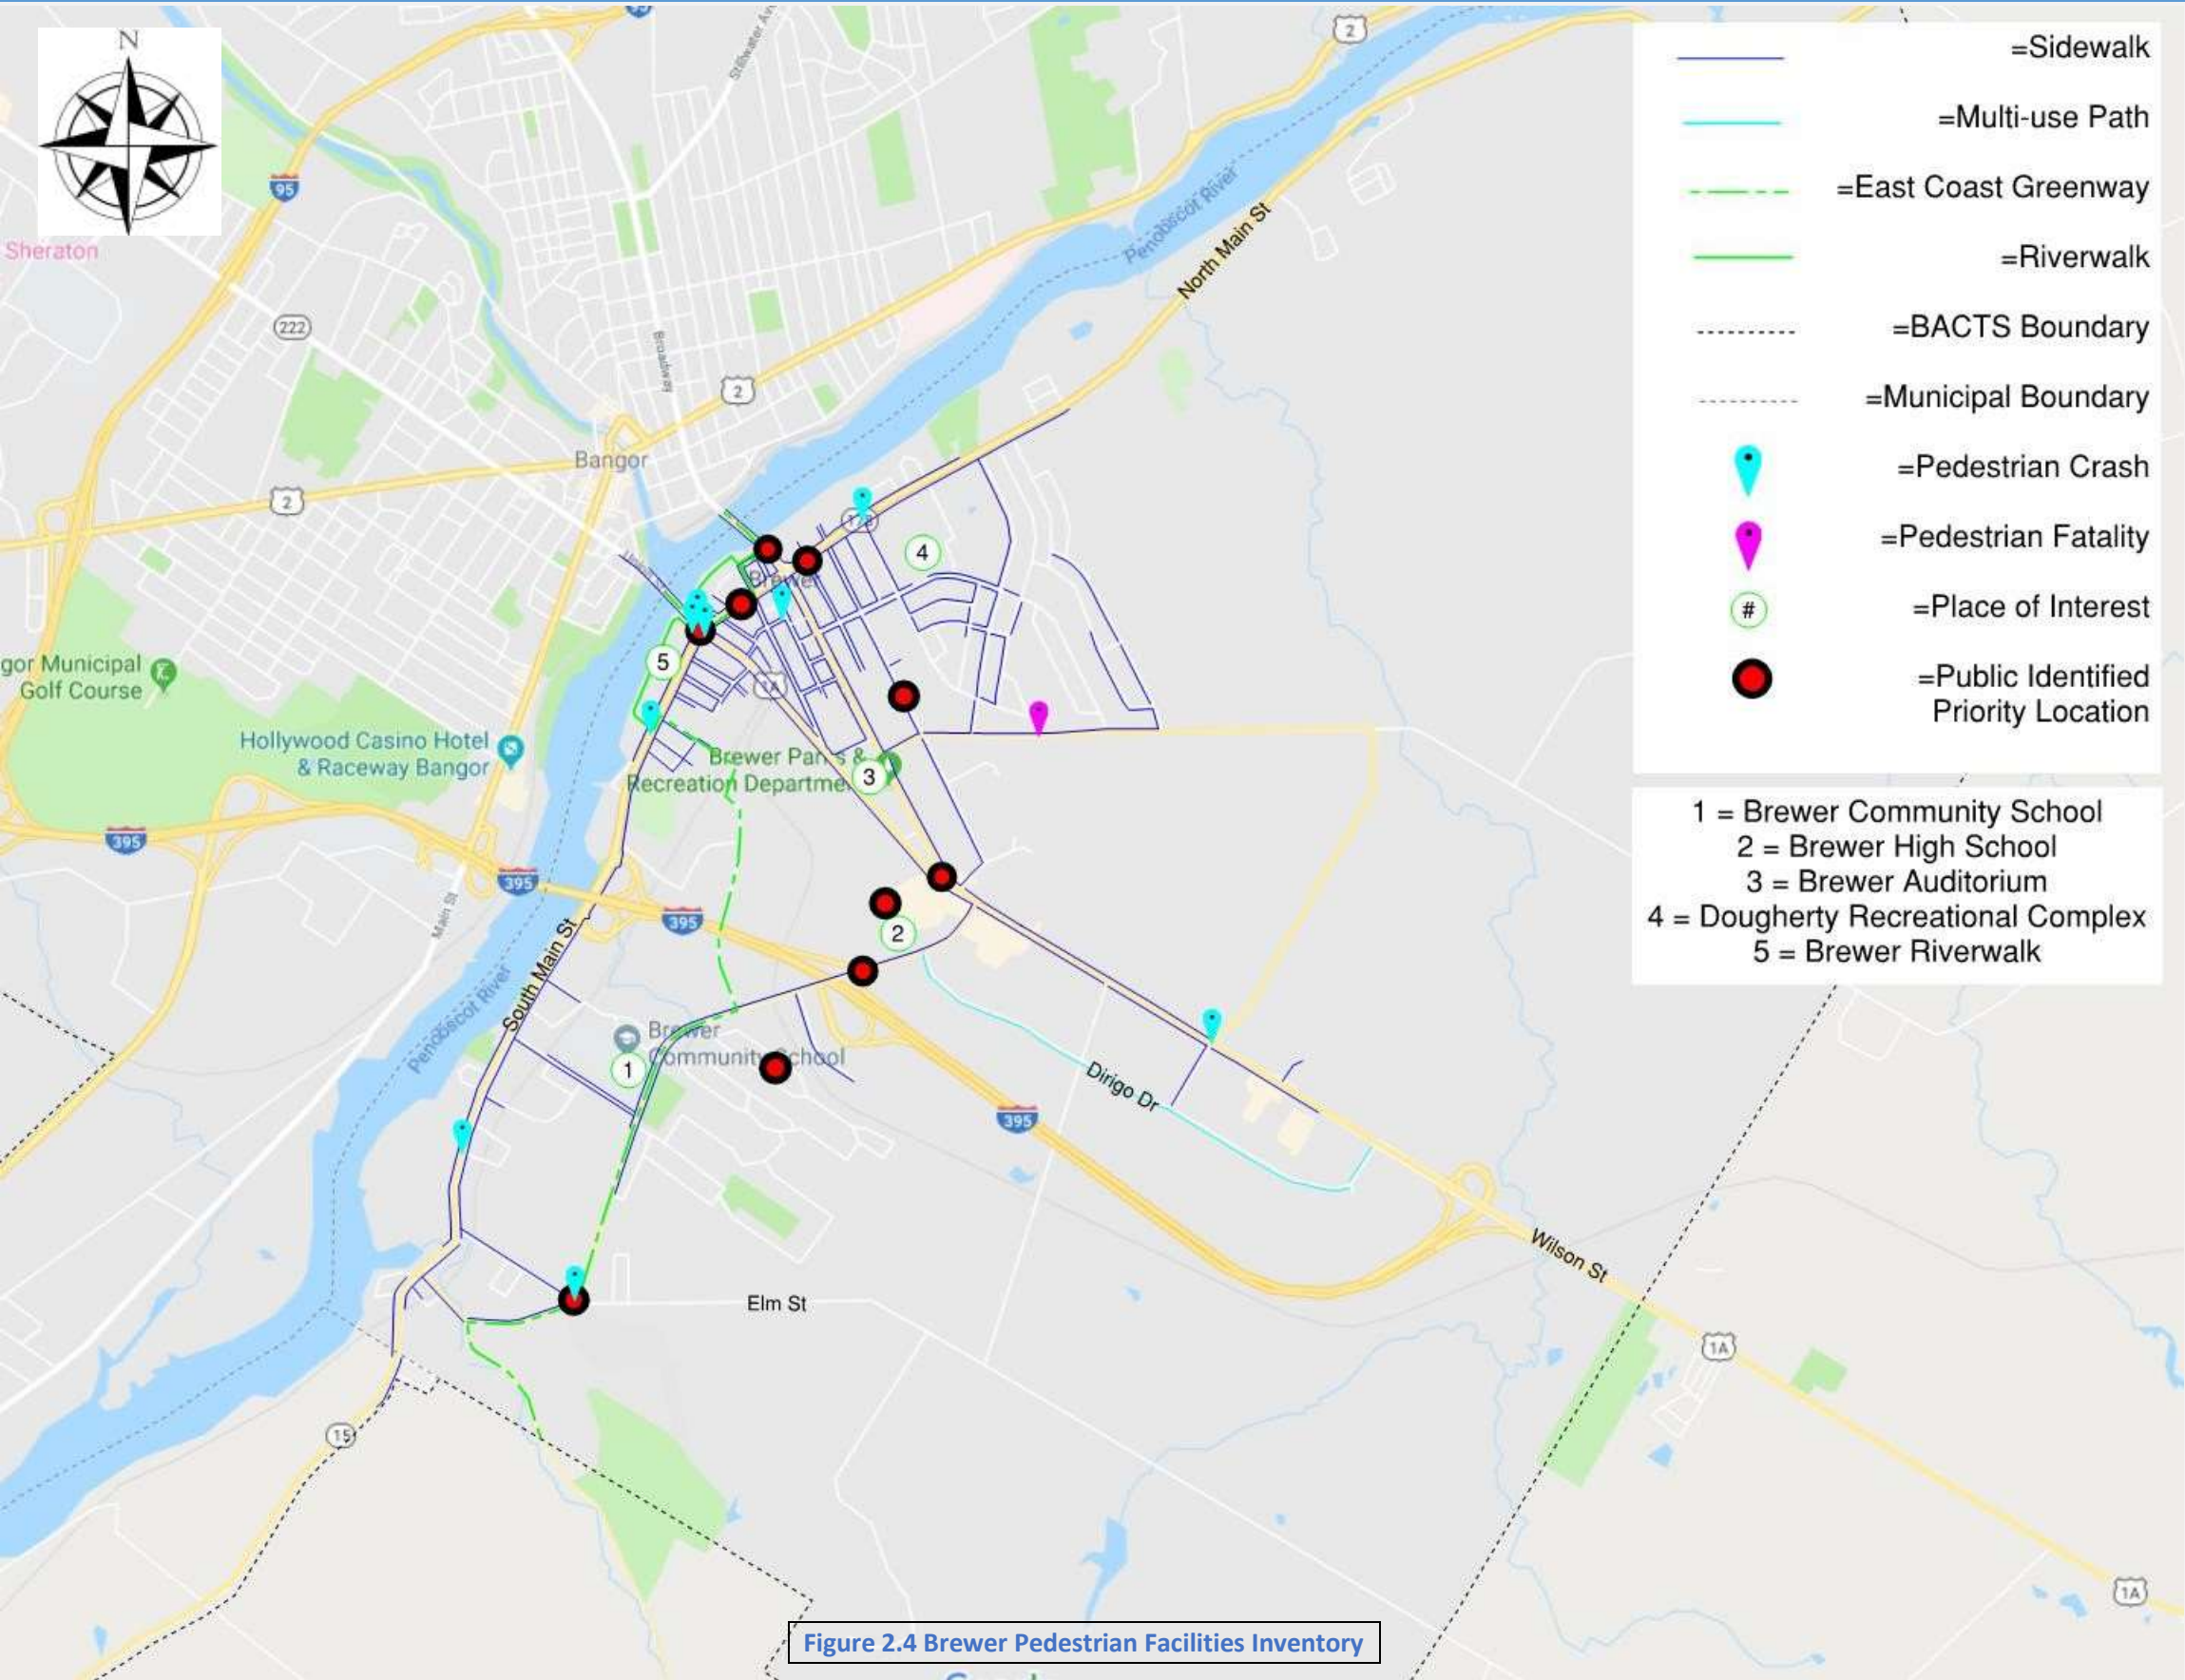 N
=Sidewalk
=Multi-use Path
=East Coast Greenway
=Riverwalk
=BACTS Boundary
=Municipal Boundary
=Pedestrian Crash
=Pedestrian Fatality
#
=Place of Interest
=Public Identified
Priority Location
1 = Brewer Community School
2 = Brewer High School
3 = Brewer Auditorium
4 = Dougherty Recreational Complex
5 = Brewer Riverwalk
2
95
Sheraton
222
Broadway
Penobscot River
North Main St
2
Bangor
2
4
Brewer
5
1A
gor Municipal
Golf Course
Hollywood Casino Hotel
& Raceway Bangor
Recreation
3
395
395
395
2
Main St
South Main St
Penobscot River
Brewer
Community School
1
Dirigo Dr
395
Wilson St
Elm St
1A
15
1A
Figure 2.4 Brewer Pedestrian Facilities Inventory